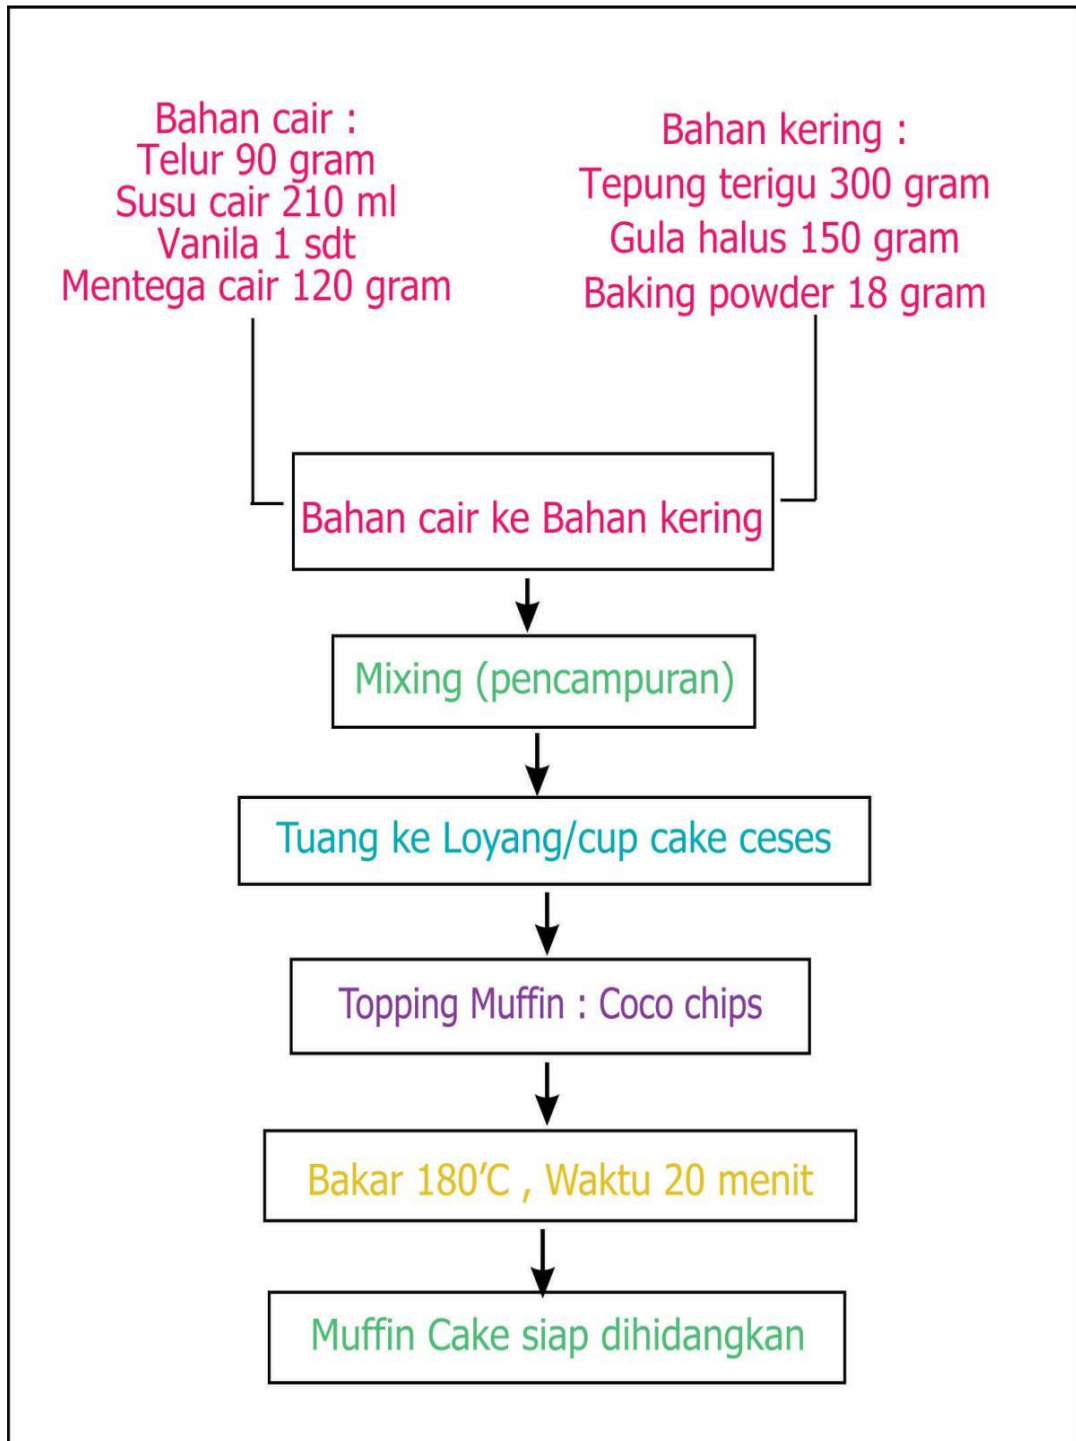 Bahan cair :
Telur 90 gram
Susu cair 210 ml
Vanila 1 sdt
Mentega cair 120 gram
Bahan kering :
Tepung terigu 300 gram
Gula halus 150 gram
Baking powder 18 gram
Bahan cair ke Bahan kering
Mixing (pencampuran)
Tuang ke Loyang/cup cake ceses
Topping Muffin : Coco chips
Bakar 180’C , Waktu 20 menit
Muffin Cake siap dihidangkan